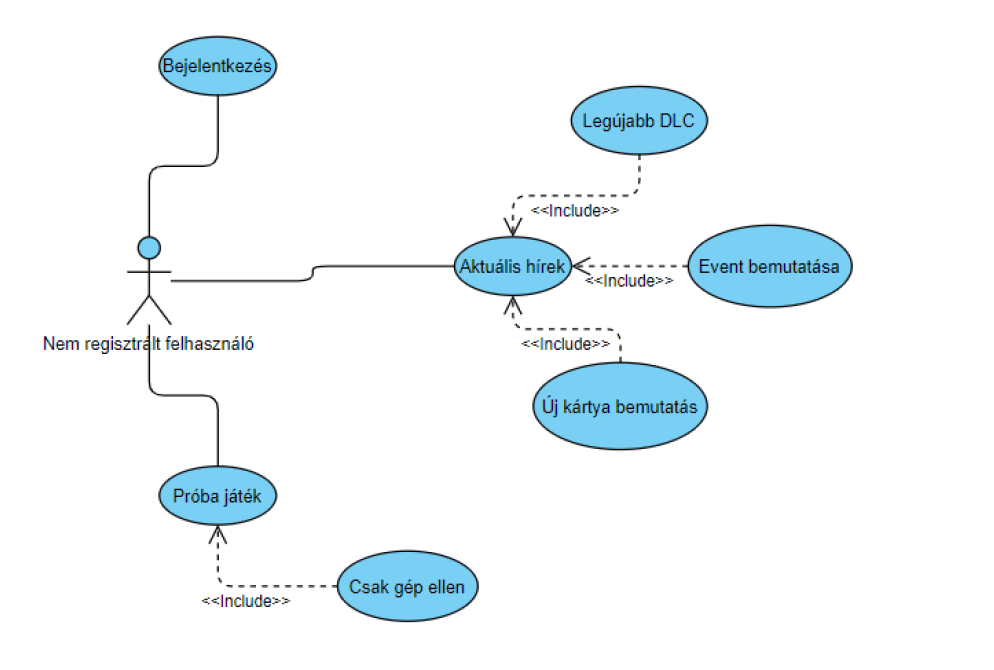 Bejelentkezés
Legújabb DLC
<<Include>>
Aktuális hírek
Event bemutatása
<<Include>>
Nem regisztrált felhasználó
<<Include>>
Új kártya bemutatás
Próba játék
Csak gép ellen
<<Include>>